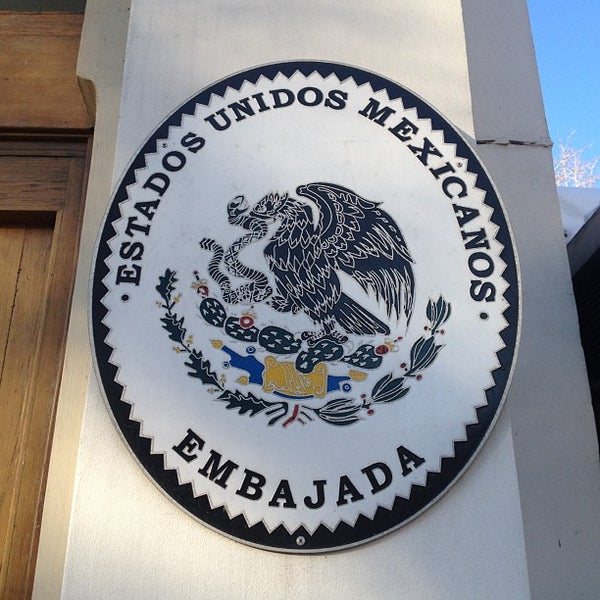 · ESTADOS UNIDOS MEXICANOS ·
EMBAJADA